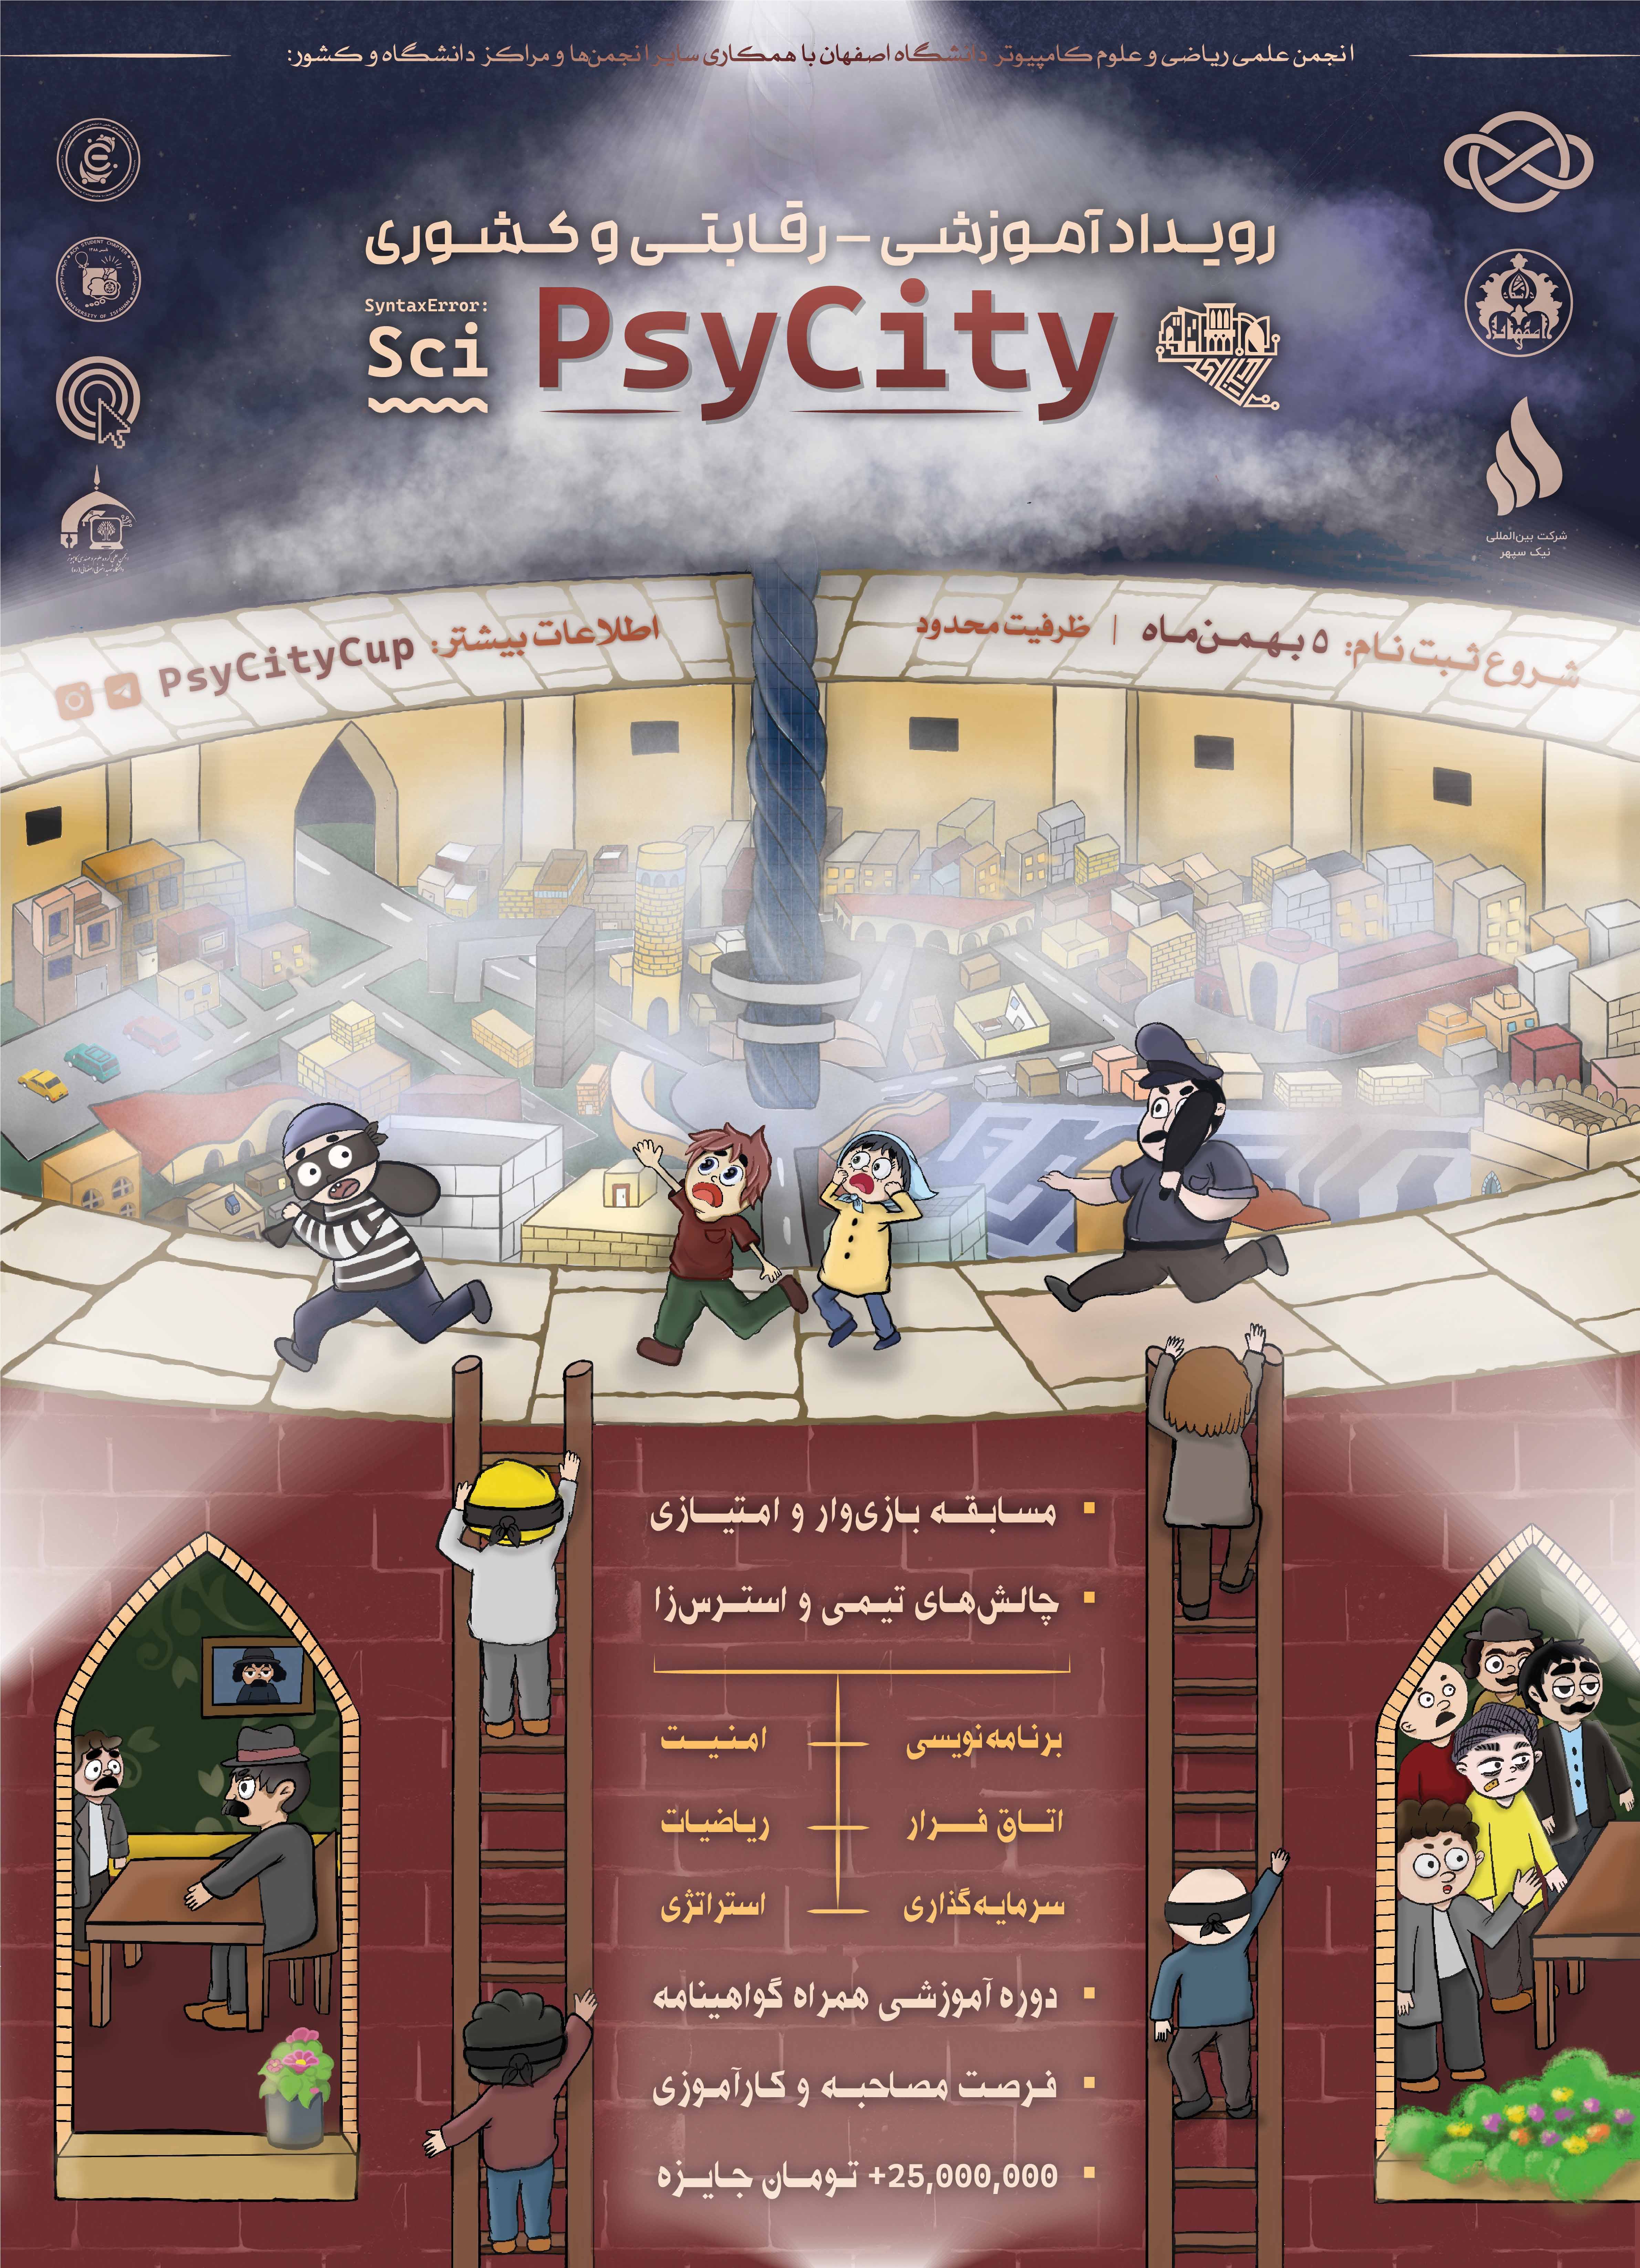 انجمن علمی ریاضی و علوم کامپیوتر دانشگاه اصفهان با همکاری سایر انجمن‌ها و مراکز دانشگاه و کشور:
رویداد آموزشی – رقابتی و کشوری
SyntaxError:
Sci
PsyCity
شرکت بین‌المللی
نیک سپهر
شروع ثبت نام: ۵ بهمن‌ماه | ظرفیت محدود
اطلاعات بیشتر: PsyCityCup
▪ مسابقه بازی‌وار و امتیازی
▪ چالش‌های تیمی و استرس‌زا
برنامه‌نویسی امنیت
اتاق فرار ریاضیات
سرمایه‌گذاری استراتژی
▪ دوره آموزشی همراه گواهینامه
▪ فرصت مصاحبه و کارآموزی
▪ 25,000,000+ تومان جایزه